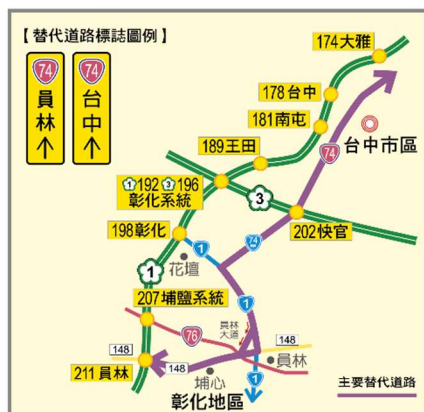 【替代道路標誌圖例】
74
員林
↑
74
台中
↑
174大雅
178台中
181南屯
台中市區
189王田
74
1 192 3 196
彰化系統
3
198彰化
202快官
1
74
花壇
1
1
207埔鹽系統
員林
大道
76
148
148
員林
211員林
148
埔心
1
彰化地區
主要替代道路